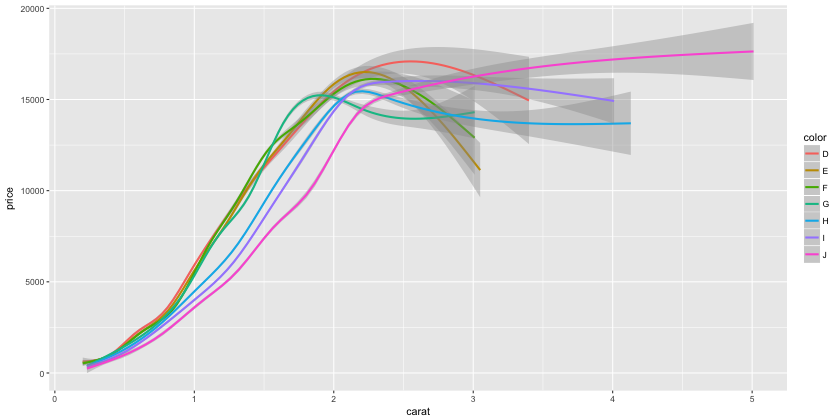 20000
15000
10000
5000
0
price
0 1 2 3 4 5
carat
color
D
E
F
G
H
I
J